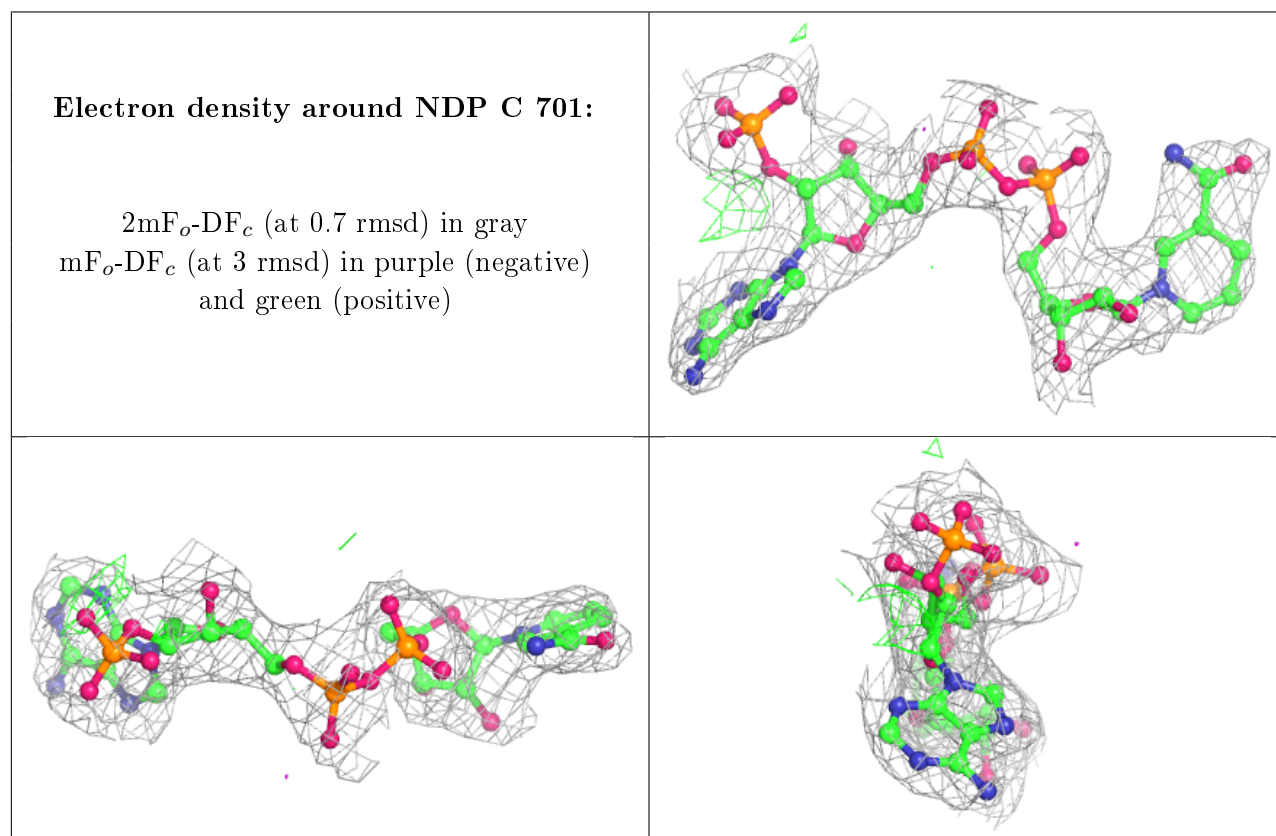 Electron density around NDP C 701:
2mFₒ-DF𝒸 (at 0.7 rmsd) in gray
mFₒ-DF𝒸 (at 3 rmsd) in purple (negative)
and green (positive)